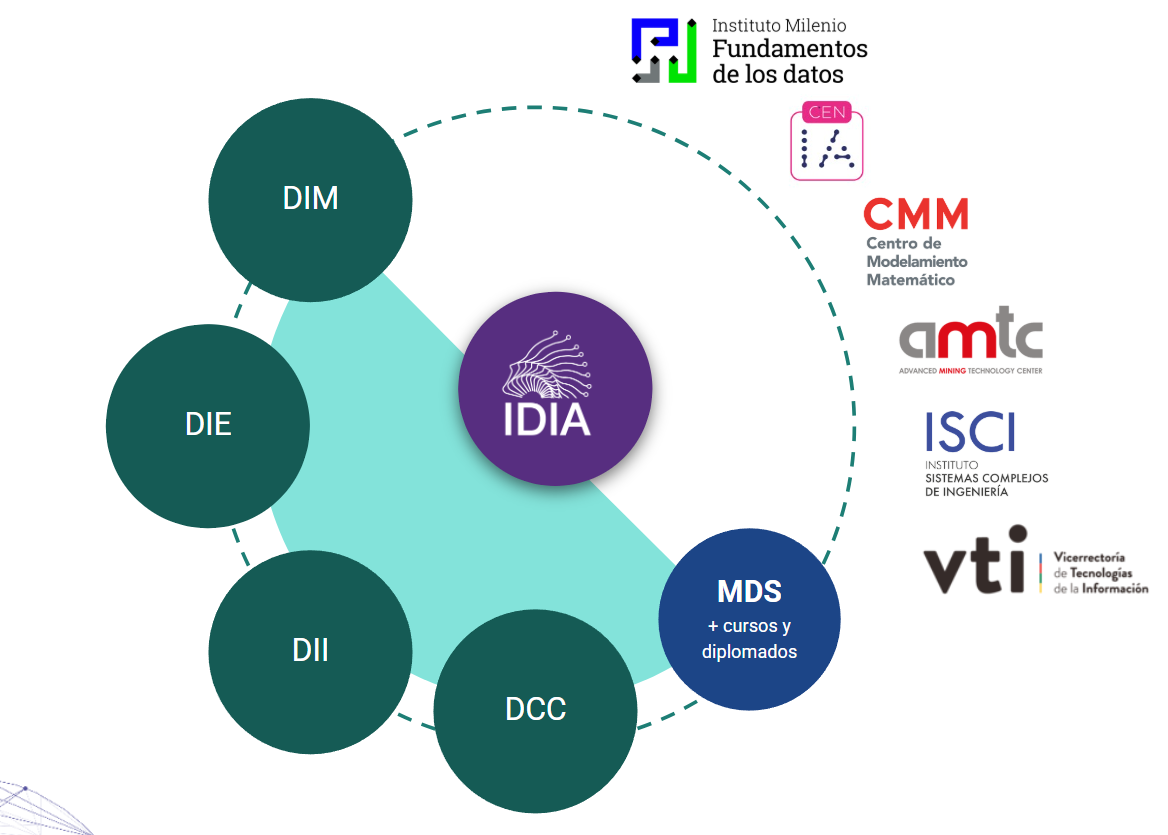 Instituto Milenio
Fundamentos
de los datos
CEN
IA
CMM
Centro de
Modelamiento
Matemático
amtc
ADVANCED MINING TECHNOLOGY CENTER
ISCI
INSTITUTO
SISTEMAS COMPLEJOS
DE INGENIERÍA
vti
Vicerrectoría
de Tecnologías
de la Información
DIM
DIE
DII
DCC
IDIA
MDS
+ cursos y
diplomados